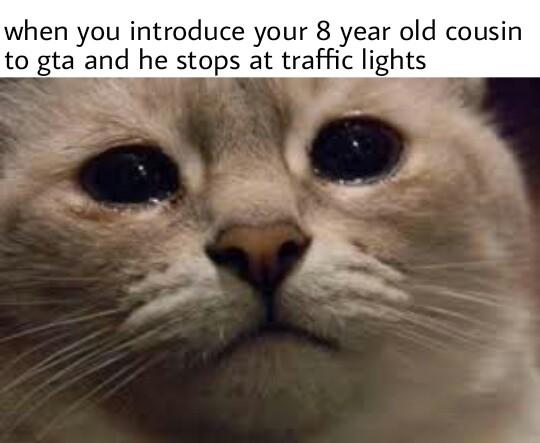 when you introduce your 8 year old cousin
to gta and he stops at traffic lights